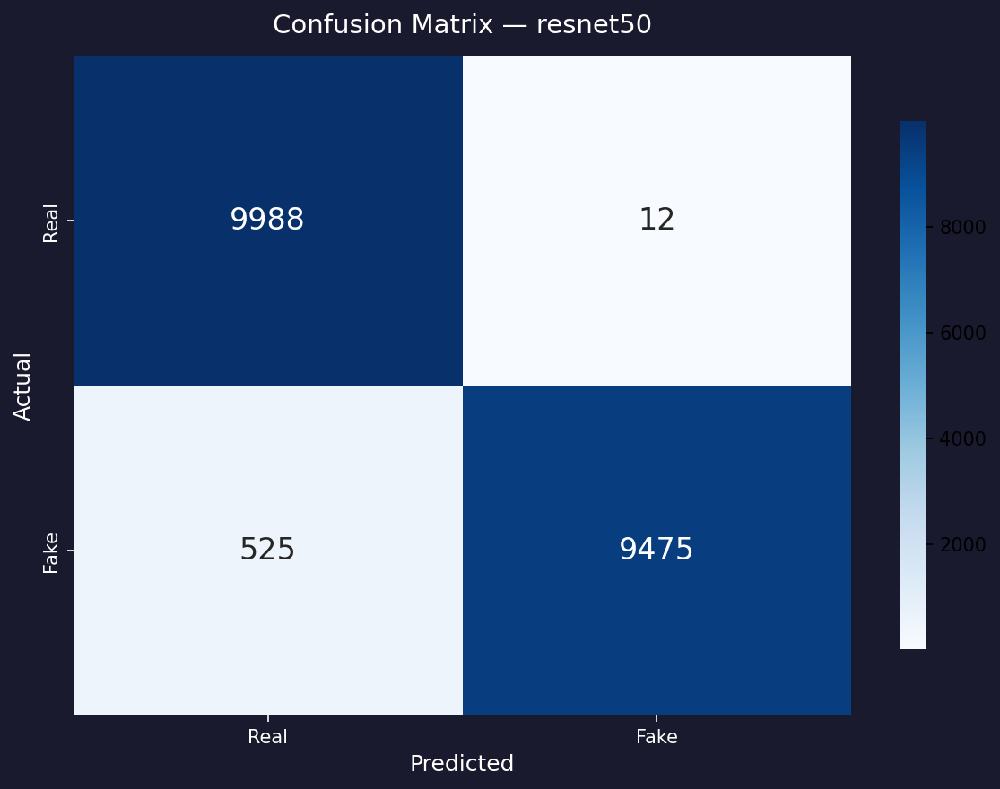 Confusion Matrix — resnet50
Real
9988
12
8000
6000
Actual
4000
Fake
525
9475
2000
Real
Fake
Predicted